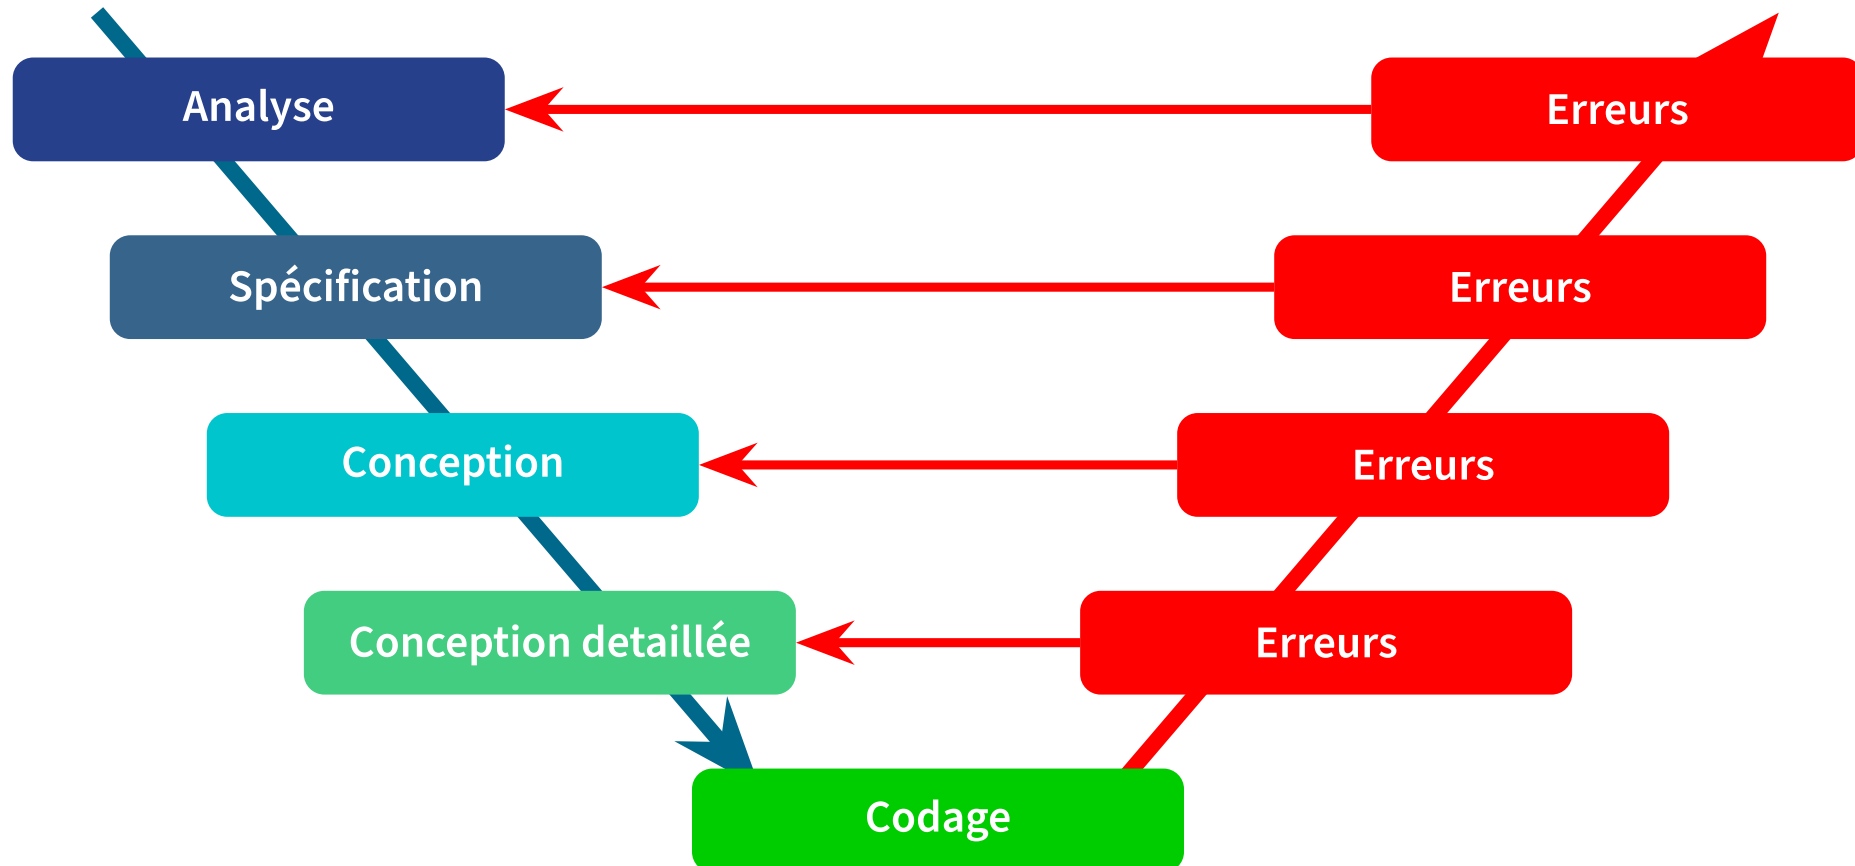 Analyse
Erreurs
Spécification
Erreurs
Conception
Erreurs
Conception detaillée
Erreurs
Codage